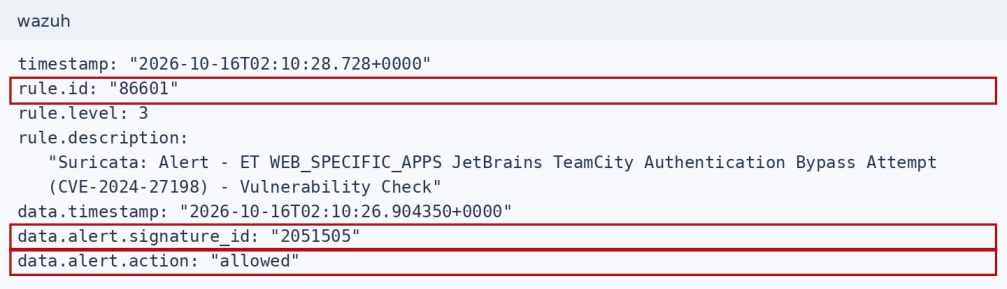 wazuh
timestamp: "2026-10-16T02:10:28.728+0000"
rule.id: "86601"
rule.level: 3
rule.description:
"Suricata: Alert - ET WEB_SPECIFIC_APPS JetBrains TeamCity Authentication Bypass Attempt
(CVE-2024-27198) - Vulnerability Check"
data.timestamp: "2026-10-16T02:10:26.904350+0000"
data.alert.signature_id: "2051505"
data.alert.action: "allowed"